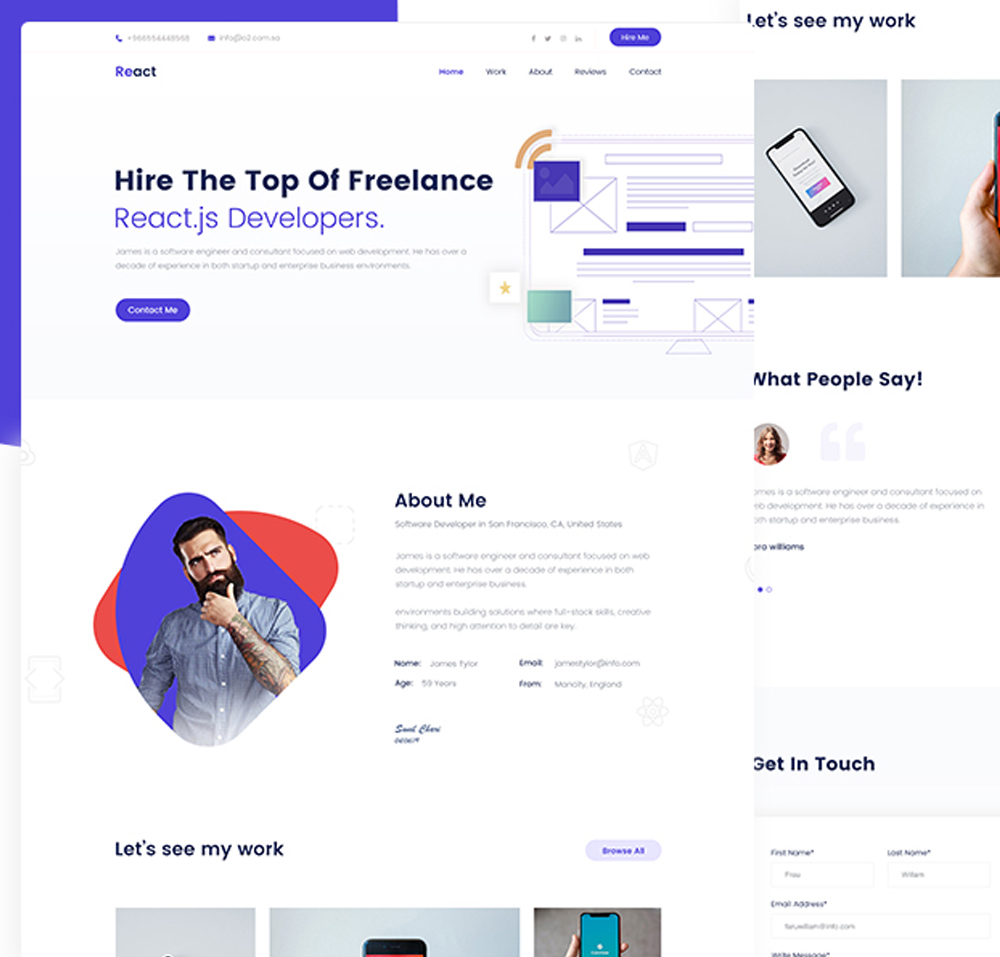 +966554448568 info@o2.com.sa Hire Me
React Home Work About Reviews Contact
Hire The Top Of Freelance
React.js Developers.
James is a software engineer and consultant focused on web development. He has over a
decade of experience in both startup and enterprise business environments.
Contact Me
About Me
Software Developer in San Francisco, CA, United States
James is a software engineer and consultant focused on web
development. He has over a decade of experience in both
startup and enterprise business.
environments building solutions where full-stack skills, creative
thinking, and high attention to detail are key.
Name: James Tylor Email: jamestylor@info.com
Age: 59 Years From: Mancity, England
Let's see my work Browse All
Let's see my work
What People Say!
James is a software engineer and consultant focused on
web development. He have over a decade of experience in
both startup and enterprise business.
williams
Get In Touch
First Name* Last Name*
Frou Willam
Email Address*
faruwillam@info.com
Write Message*